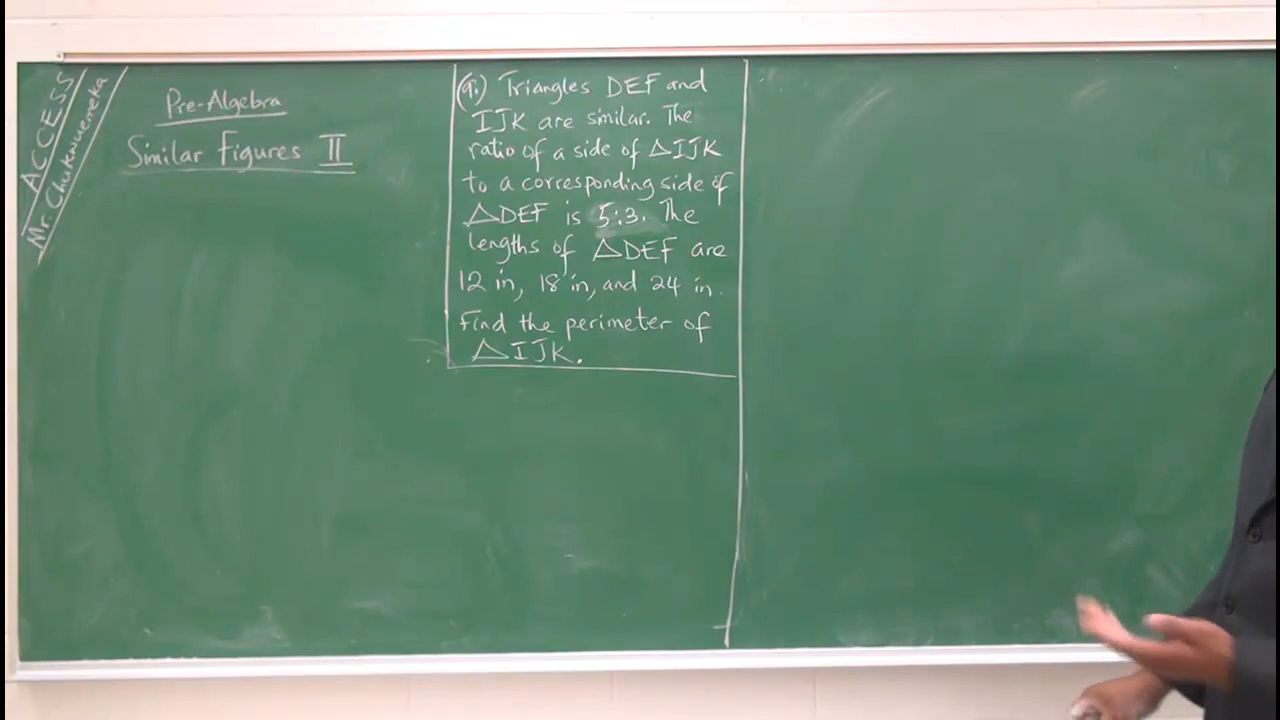 ACCESS
Mr. Chukwuemeka
Pre-Algebra
Similar Figures II
(9.) Triangles DEF and
IJK are similar. The
ratio of a side of △IJK
to a corresponding side of
△DEF is 5:3. The
lengths of △DEF are
12 in, 18 in, and 24 in.
Find the perimeter of
△IJK.